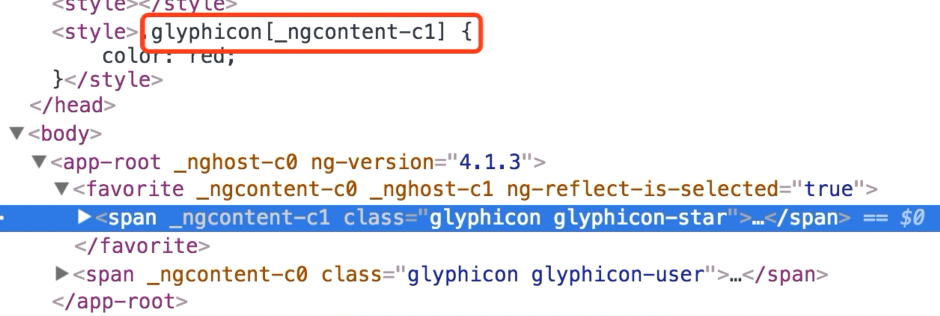 <style></style>
<style>.glyphicon[_ngcontent-c1] {
color: red;
}</style>
</head>
▼<body>
▼<app-root _nghost-c0 ng-version="4.1.3">
▼<favorite _ngcontent-c0 _nghost-c1 ng-reflect-is-selected="true">
▶<span _ngcontent-c1 class="glyphicon glyphicon-star">…</span> == $0
</favorite>
▶<span _ngcontent-c0 class="glyphicon glyphicon-user">…</span>
</app-root>